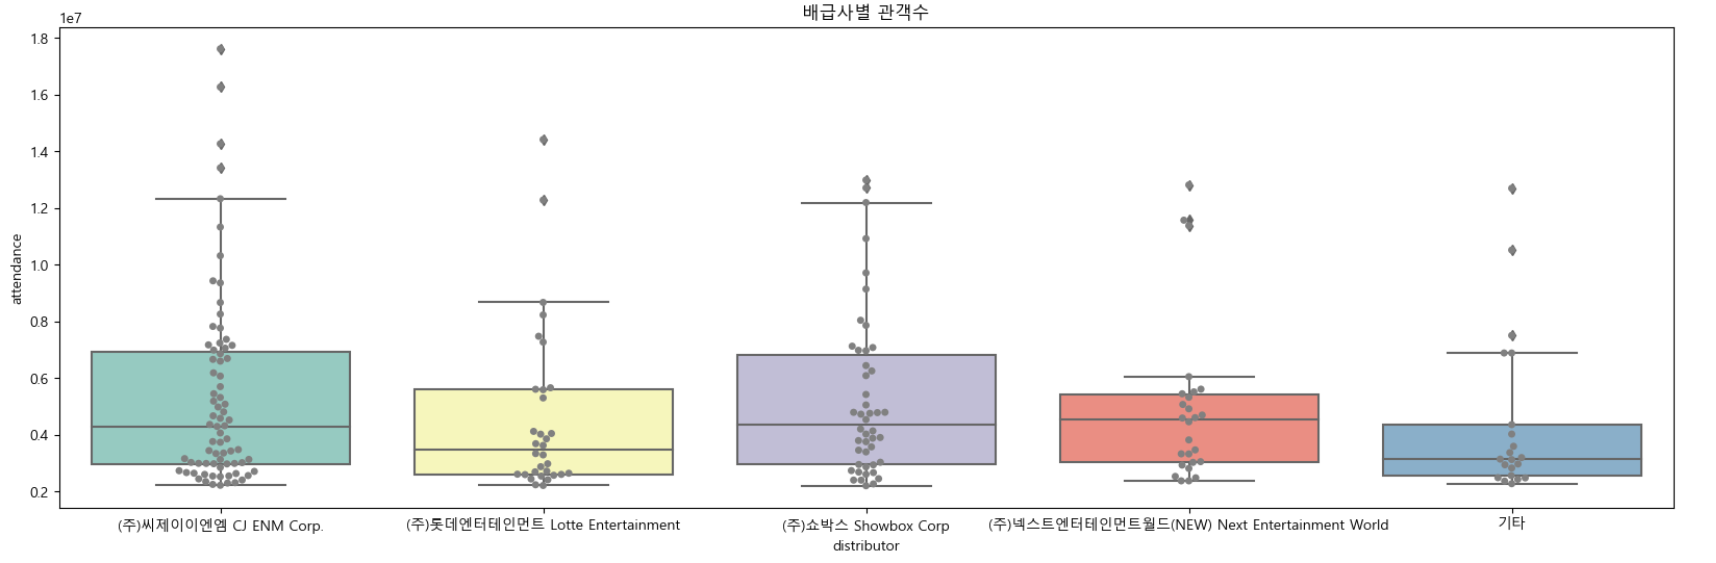 배급사별 관객수
1e7
1.8
1.6
1.4
1.2
1.0
0.8
0.6
0.4
0.2
attendance
(주)씨제이이엔엠 CJ ENM Corp.
(주)롯데엔터테인먼트 Lotte Entertainment
(주)쇼박스 Showbox Corp
(주)넥스트엔터테인먼트월드(NEW) Next Entertainment World
기타
distributor